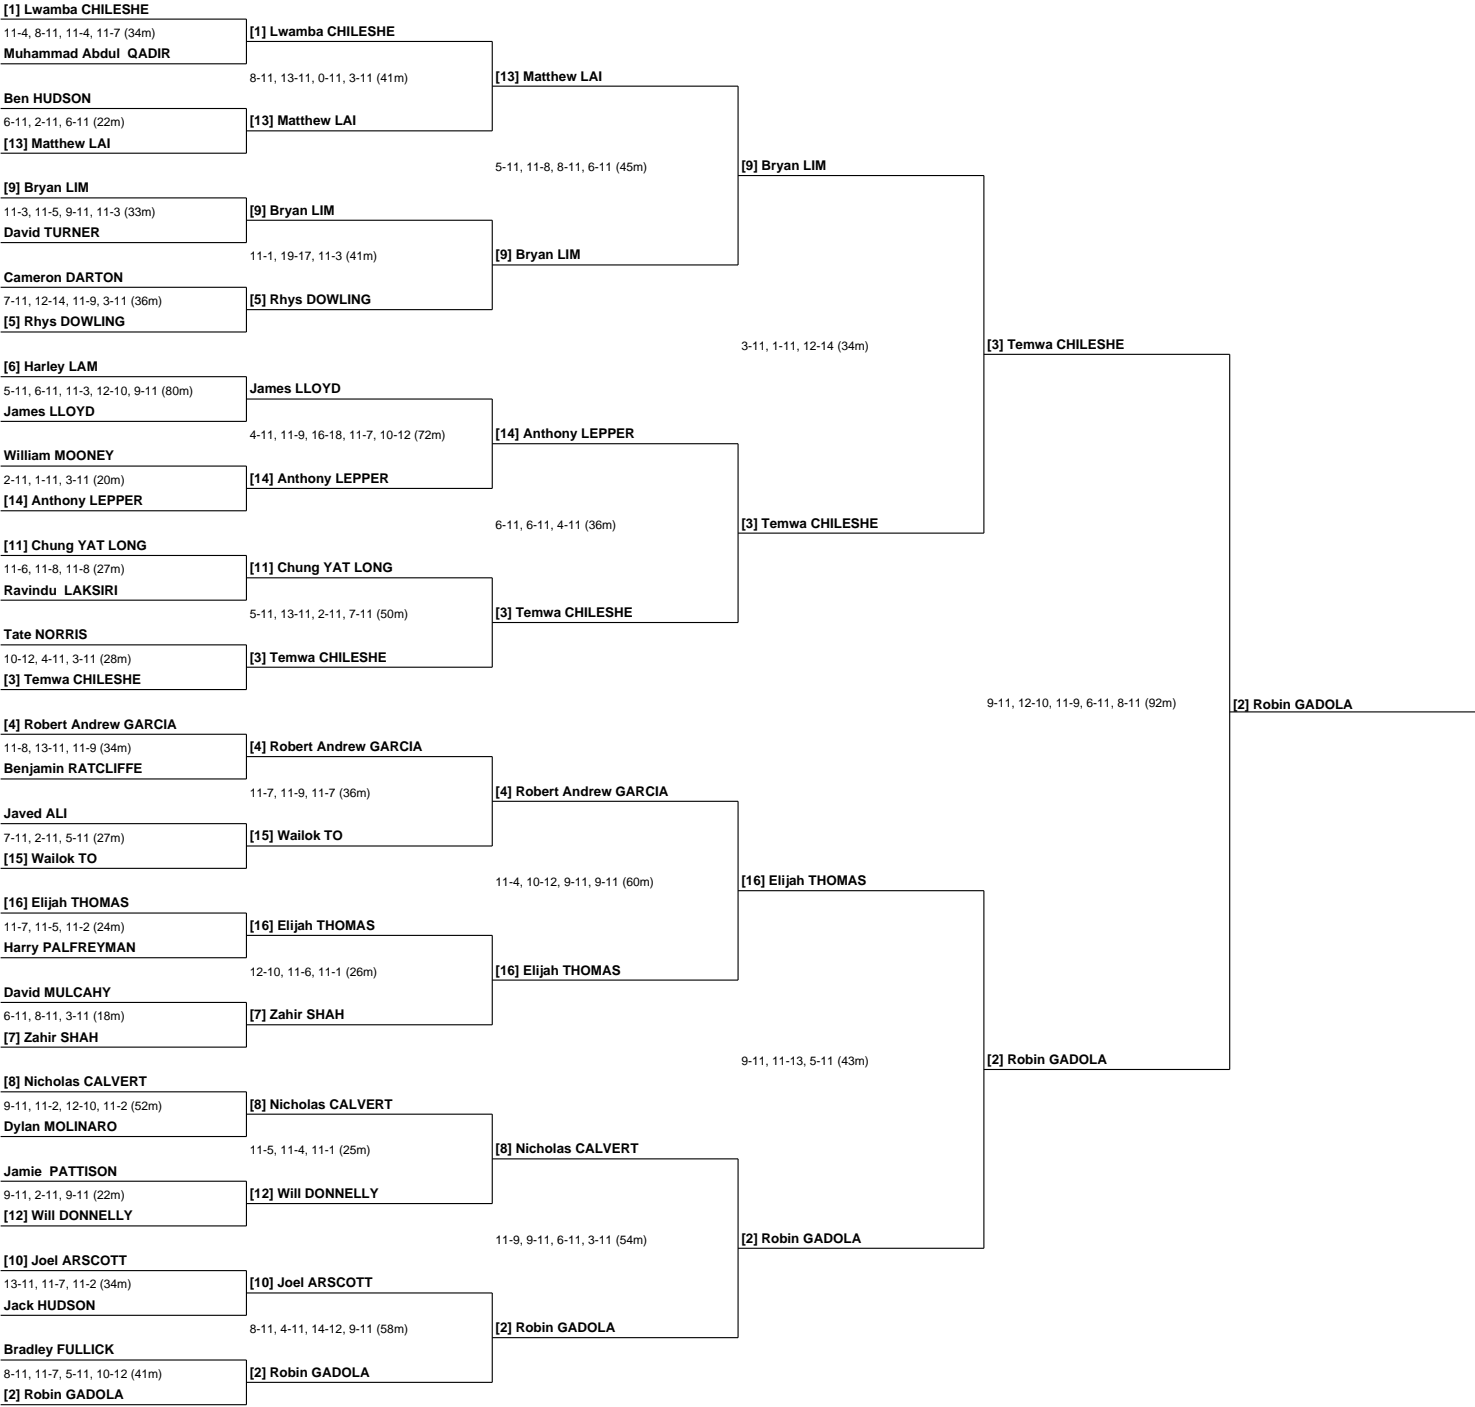 [1] Lwamba CHILESHE
11-4, 8-11, 11-4, 11-7 (34m)
Muhammad Abdul  QADIR
Ben HUDSON
6-11, 2-11, 6-11 (22m)
[13] Matthew LAI
[9] Bryan LIM
11-3, 11-5, 9-11, 11-3 (33m)
David TURNER
Cameron DARTON
7-11, 12-14, 11-9, 3-11 (36m)
[5] Rhys DOWLING
[6] Harley LAM
5-11, 6-11, 11-3, 12-10, 9-11 (80m)
James LLOYD
William MOONEY
2-11, 1-11, 3-11 (20m)
[14] Anthony LEPPER
[11] Chung YAT LONG
11-6, 11-8, 11-8 (27m)
Ravindu  LAKSIRI
Tate NORRIS
10-12, 4-11, 3-11 (28m)
[3] Temwa CHILESHE
[4] Robert Andrew GARCIA
11-8, 13-11, 11-9 (34m)
Benjamin RATCLIFFE
Javed ALI
7-11, 2-11, 5-11 (27m)
[15] Wailok TO
[16] Elijah THOMAS
11-7, 11-5, 11-2 (24m)
Harry PALFREYMAN
David MULCAHY
6-11, 8-11, 3-11 (18m)
[7] Zahir SHAH
[8] Nicholas CALVERT
9-11, 11-2, 12-10, 11-2 (52m)
Dylan MOLINARO
Jamie  PATTISON
9-11, 2-11, 9-11 (22m)
[12] Will DONNELLY
[10] Joel ARSCOTT
13-11, 11-7, 11-2 (34m)
Jack HUDSON
Bradley FULLICK
8-11, 11-7, 5-11, 10-12 (41m)
[2] Robin GADOLA
[1] Lwamba CHILESHE
8-11, 13-11, 0-11, 3-11 (41m)
[13] Matthew LAI
[9] Bryan LIM
11-1, 19-17, 11-3 (41m)
[5] Rhys DOWLING
James LLOYD
4-11, 11-9, 16-18, 11-7, 10-12 (72m)
[14] Anthony LEPPER
[11] Chung YAT LONG
5-11, 13-11, 2-11, 7-11 (50m)
[3] Temwa CHILESHE
[4] Robert Andrew GARCIA
11-7, 11-9, 11-7 (36m)
[15] Wailok TO
[16] Elijah THOMAS
12-10, 11-6, 11-1 (26m)
[7] Zahir SHAH
[8] Nicholas CALVERT
11-5, 11-4, 11-1 (25m)
[12] Will DONNELLY
[10] Joel ARSCOTT
8-11, 4-11, 14-12, 9-11 (58m)
[2] Robin GADOLA
[13] Matthew LAI
5-11, 11-8, 8-11, 6-11 (45m)
[9] Bryan LIM
[14] Anthony LEPPER
6-11, 6-11, 4-11 (36m)
[3] Temwa CHILESHE
[4] Robert Andrew GARCIA
11-4, 10-12, 9-11, 9-11 (60m)
[16] Elijah THOMAS
[8] Nicholas CALVERT
11-9, 9-11, 6-11, 3-11 (54m)
[2] Robin GADOLA
[9] Bryan LIM
3-11, 1-11, 12-14 (34m)
[3] Temwa CHILESHE
[16] Elijah THOMAS
9-11, 11-13, 5-11 (43m)
[2] Robin GADOLA
[3] Temwa CHILESHE
9-11, 12-10, 11-9, 6-11, 8-11 (92m)
[2] Robin GADOLA
[2] Robin GADOLA